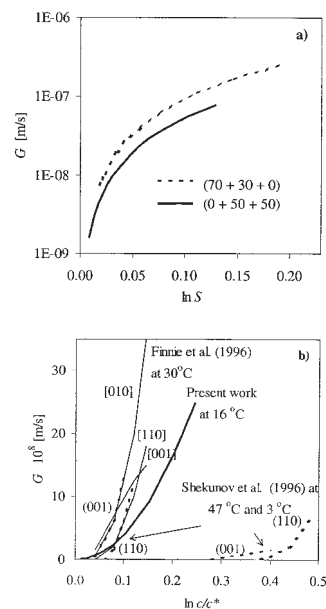 a)
1E-06
1E-07
1E-08
1E-09
G [m/s]
(70 + 30 + 0)
(0 + 50 + 50)
0.00 0.05 0.10 0.15 0.20
ln S
b)
Finnie et al. (1996)
at 30°C
[010]
[110]
[001]
Present work
at 16 °C
Shekunov et al. (1996) at
47 °C and 3 °C
(001)
(110)
(001)
(110)
30
20
10
0
G 10⁸ [m/s]
0.0 0.1 0.2 0.3 0.4 0.5
ln c/c*